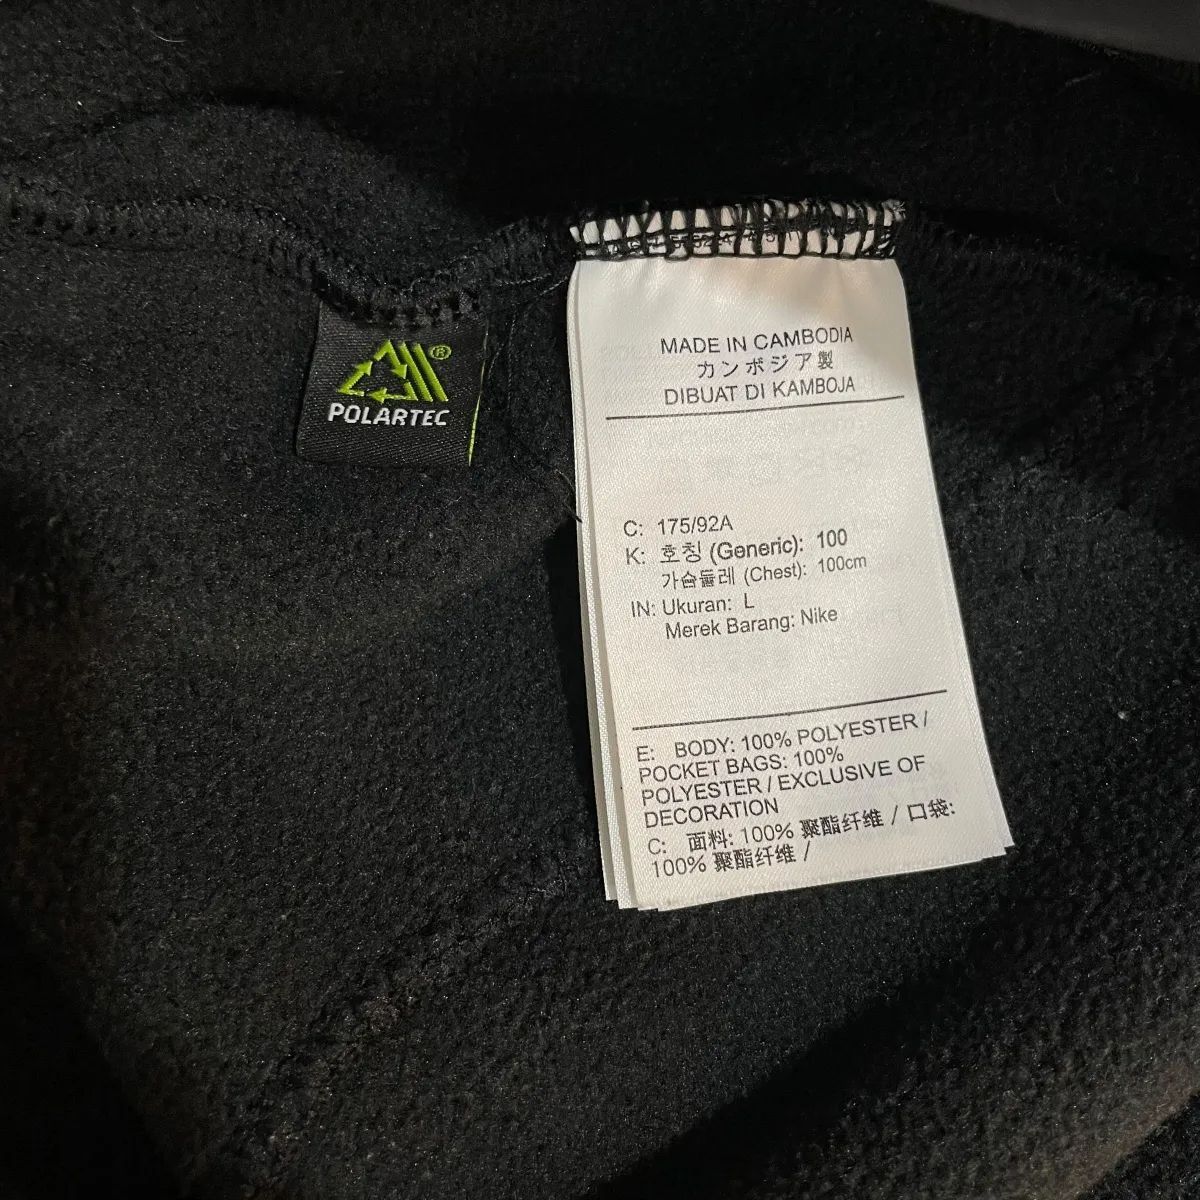 POLARTEC
MADE IN CAMBODIA
カンボジア製
DIBUAT DI KAMBOJA
C: 175/92A
K: 호칭 (Generic): 100
가슴둘레 (Chest): 100cm
IN: Ukuran: L
Merek Barang: Nike
E: BODY: 100% POLYESTER /
POCKET BAGS: 100%
POLYESTER / EXCLUSIVE OF
DECORATION
C: 面料: 100% 聚酯纤维 / 口袋:
100% 聚酯纤维 /